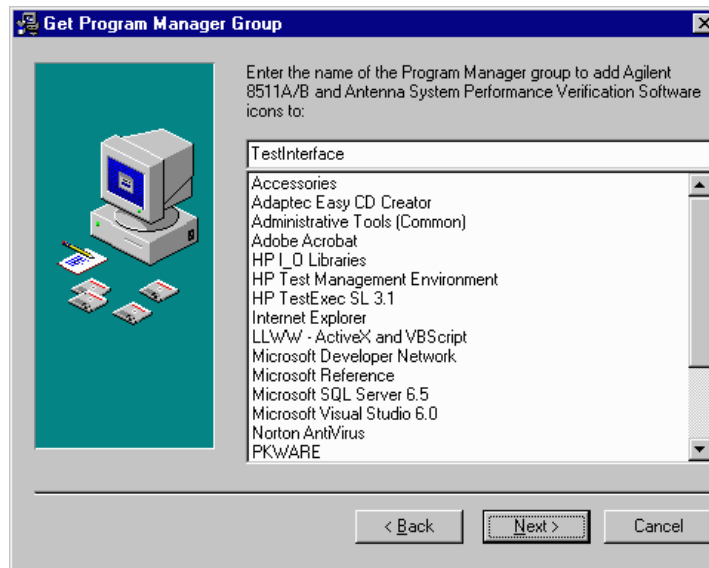 Get Program Manager Group
Enter the name of the Program Manager group to add Agilent
8511A/B and Antenna System Performance Verification Software
icons to:
TestInterface
Accessories
Adaptec Easy CD Creator
Administrative Tools (Common)
Adobe Acrobat
HP I_O Libraries
HP Test Management Environment
HP TestExec SL 3.1
Internet Explorer
LLWW - ActiveX and VBScript
Microsoft Developer Network
Microsoft Reference
Microsoft SQL Server 6.5
Microsoft Visual Studio 6.0
Norton AntiVirus
PKWARE
< Back Next > Cancel